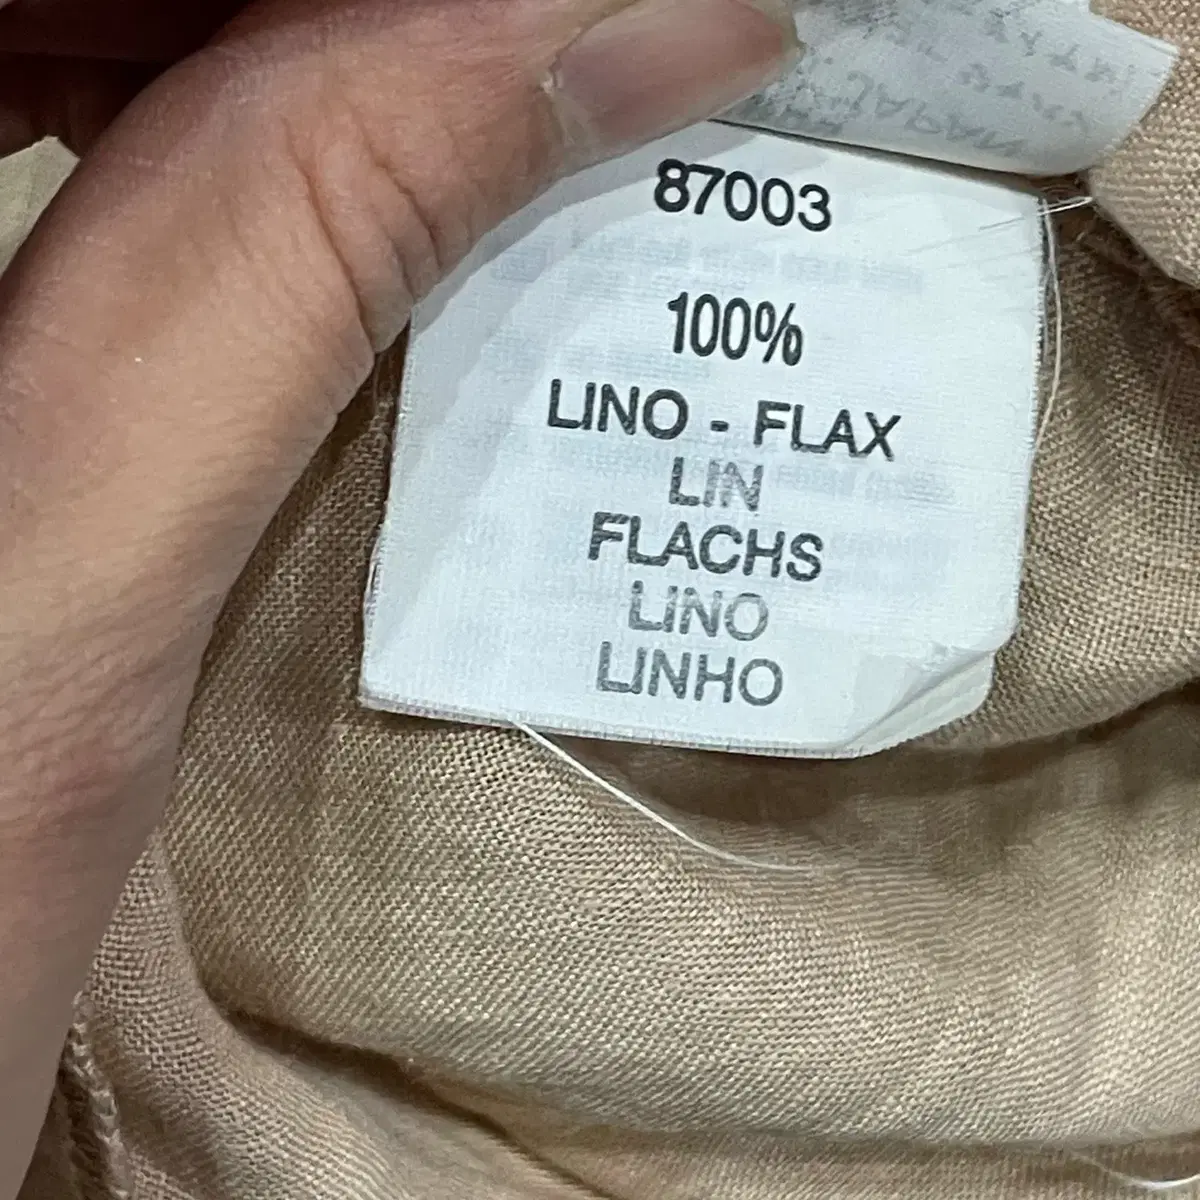 87003
100%
LINO - FLAX
LIN
FLACHS
LINO
LINHO